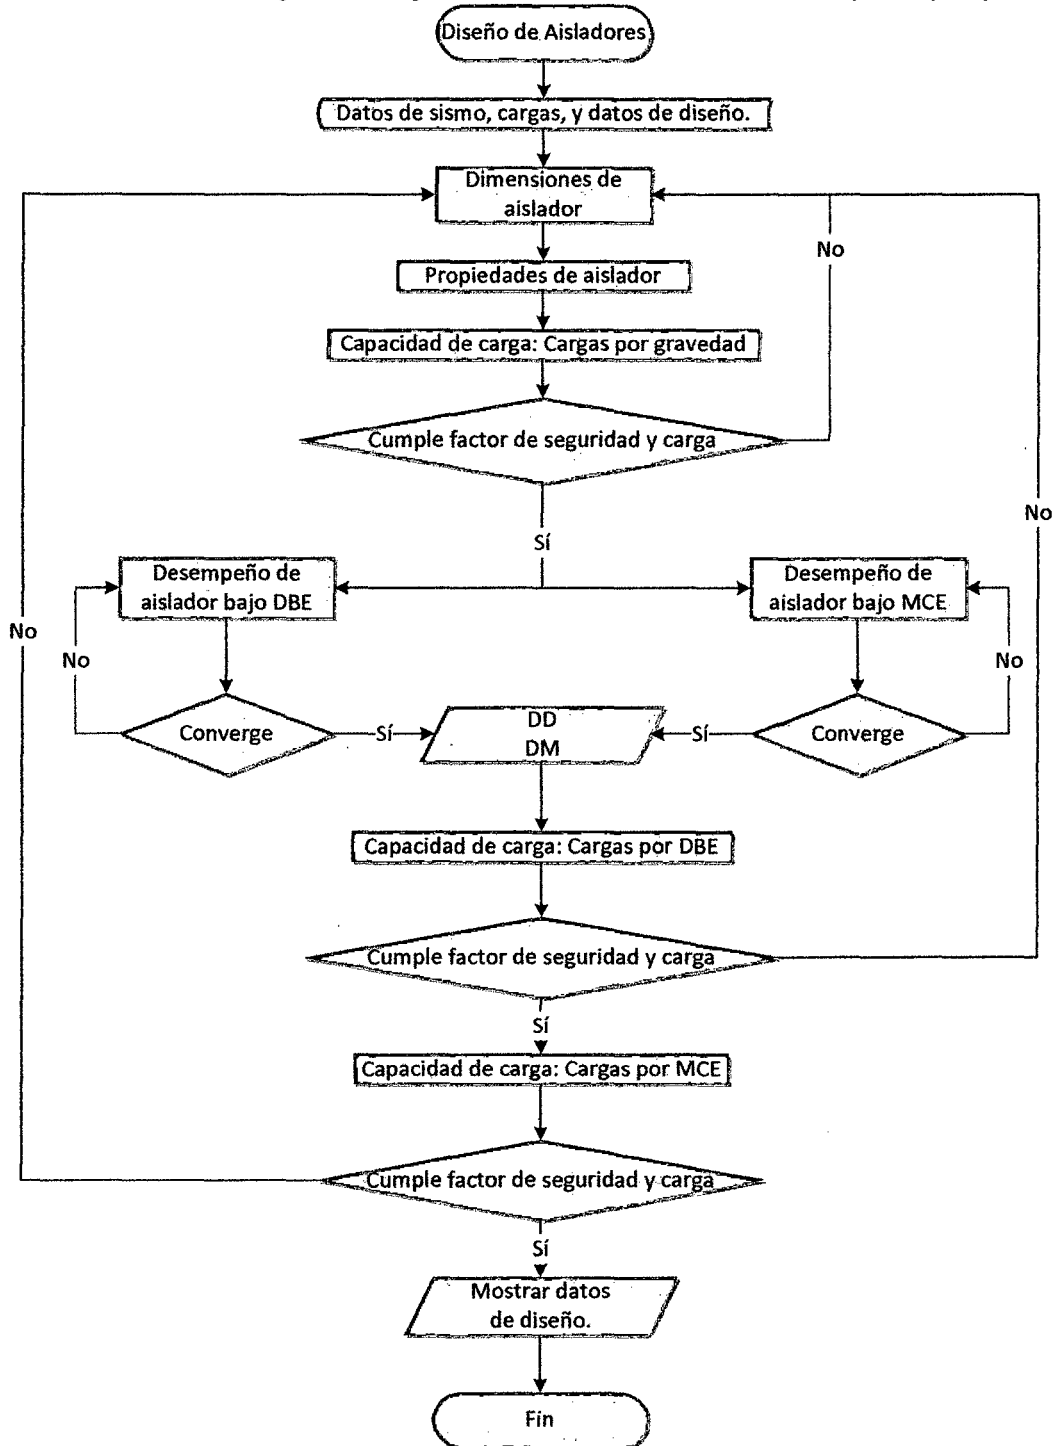 Diseño de Aisladores
Datos de sismo, cargas, y datos de diseño.
Dimensiones de
aislador
No
Propiedades de aislador
Capacidad de carga: Cargas por gravedad
Cumple factor de seguridad y carga
No
Sí
Desempeño de
aislador bajo DBE
Desempeño de
aislador bajo MCE
No
No
No
Converge
Sí
DD
DM
Sí
Converge
Capacidad de carga: Cargas por DBE
Cumple factor de seguridad y carga
Sí
Capacidad de carga: Cargas por MCE
Cumple factor de seguridad y carga
Sí
Mostrar datos
de diseño.
Fin